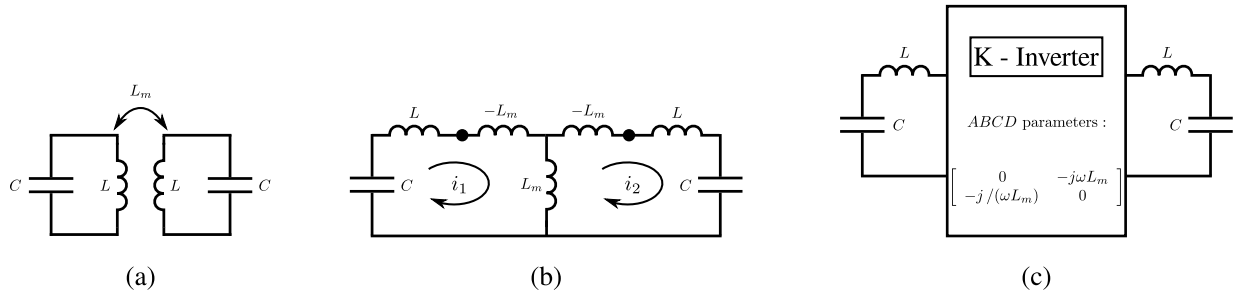 L_m
C
L
L
C
(a)
L
−L_m
−L_m
L
C
i_1
L_m
i_2
C
(b)
L
C
K - Inverter
ABCD parameters :
[ 0 −jωL_m
−j/(ωL_m) 0 ]
L
C
(c)